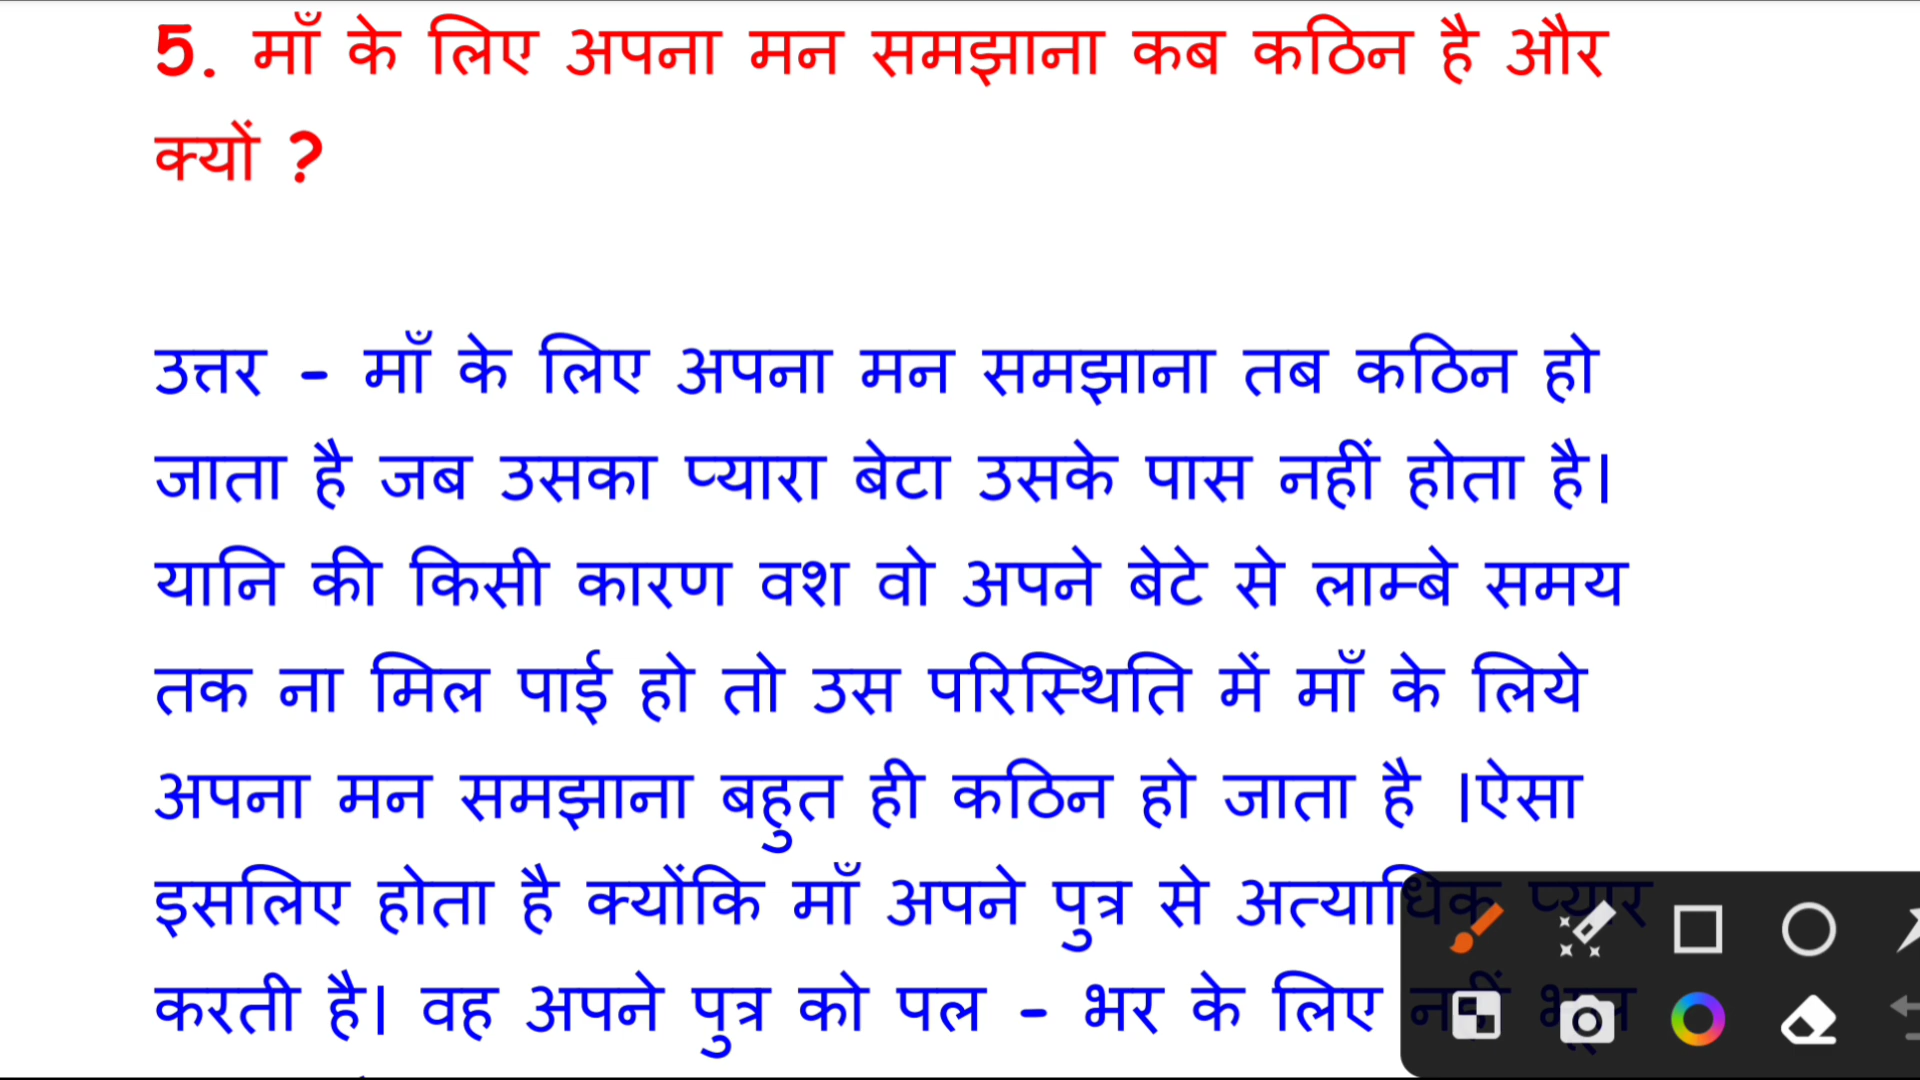 5. माँ के लिए अपना मन समझाना कब कठिन है और
क्यों ?
उत्तर - माँ के लिए अपना मन समझाना तब कठिन हो
जाता है जब उसका प्यारा बेटा उसके पास नहीं होता है।
यानि की किसी कारण वश वो अपने बेटे से लाम्बे समय
तक ना मिल पाई हो तो उस परिस्थिति में माँ के लिये
अपना मन समझाना बहुत ही कठिन हो जाता है ।ऐसा
इसलिए होता है क्योंकि माँ अपने पुत्र से अत्याधिक प्यार
करती है। वह अपने पुत्र को पल - भर के लिए नहीं भूल